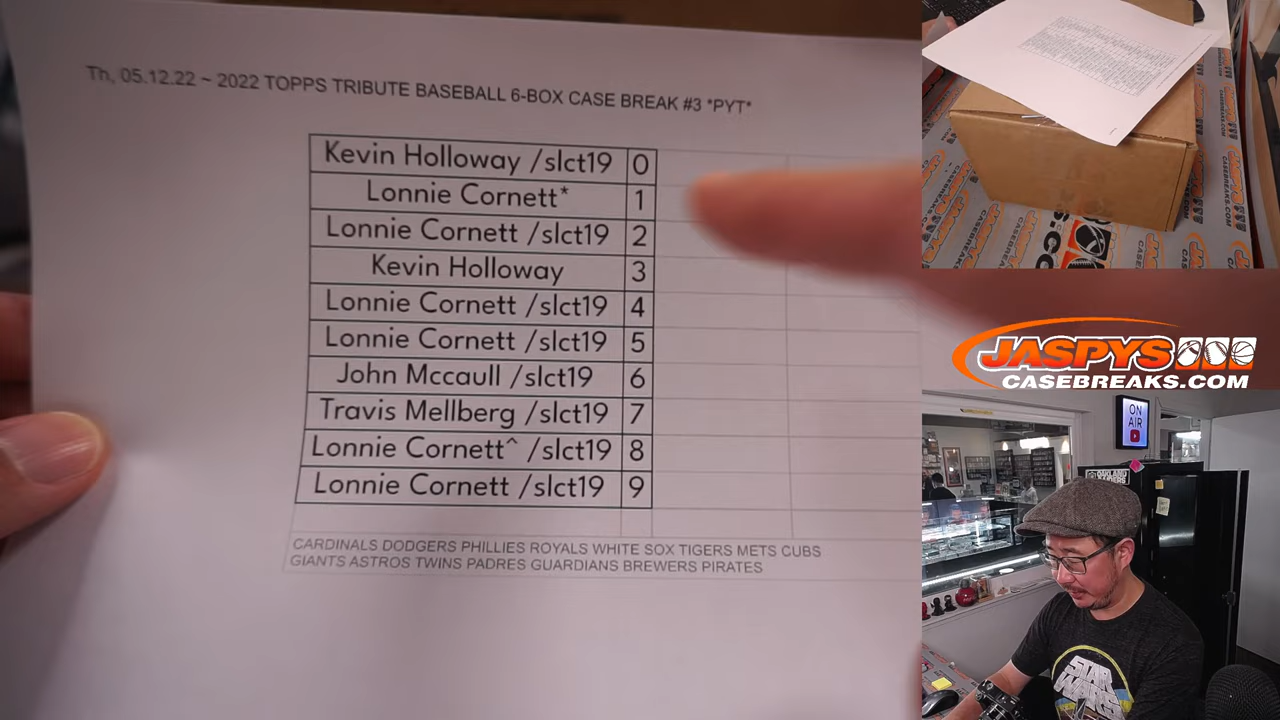 Th, 05.12.22 ~ 2022 TOPPS TRIBUTE BASEBALL 6-BOX CASE BREAK #3 *PYT*
Kevin Holloway /slct19 0
Lonnie Cornett* 1
Lonnie Cornett /slct19 2
Kevin Holloway 3
Lonnie Cornett /slct19 4
Lonnie Cornett /slct19 5
John Mccaull /slct19 6
Travis Mellberg /slct19 7
Lonnie Cornett^ /slct19 8
Lonnie Cornett /slct19 9
CARDINALS DODGERS PHILLIES ROYALS WHITE SOX TIGERS METS CUBS
GIANTS ASTROS TWINS PADRES GUARDIANS BREWERS PIRATES
JASPYS
CASEBREAKS.COM
ON
AIR
STAR
WARS